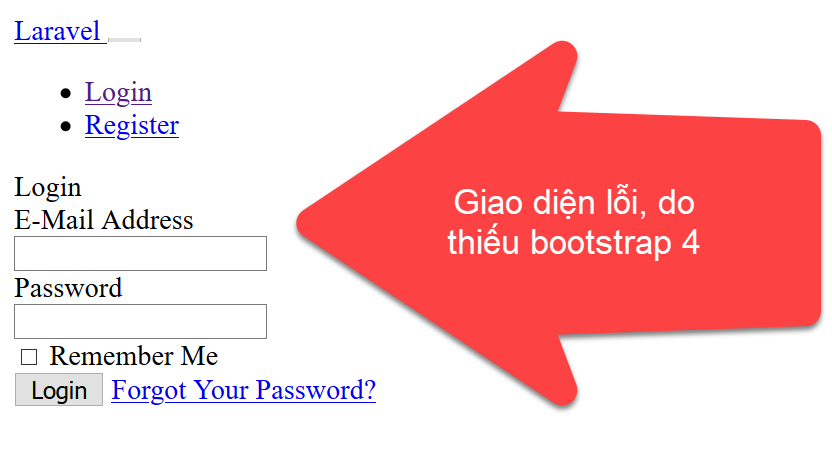 Laravel
Login
Register
Login
E-Mail Address
Password
Remember Me
Login Forgot Your Password?
Giao diện lỗi, do
thiếu bootstrap 4